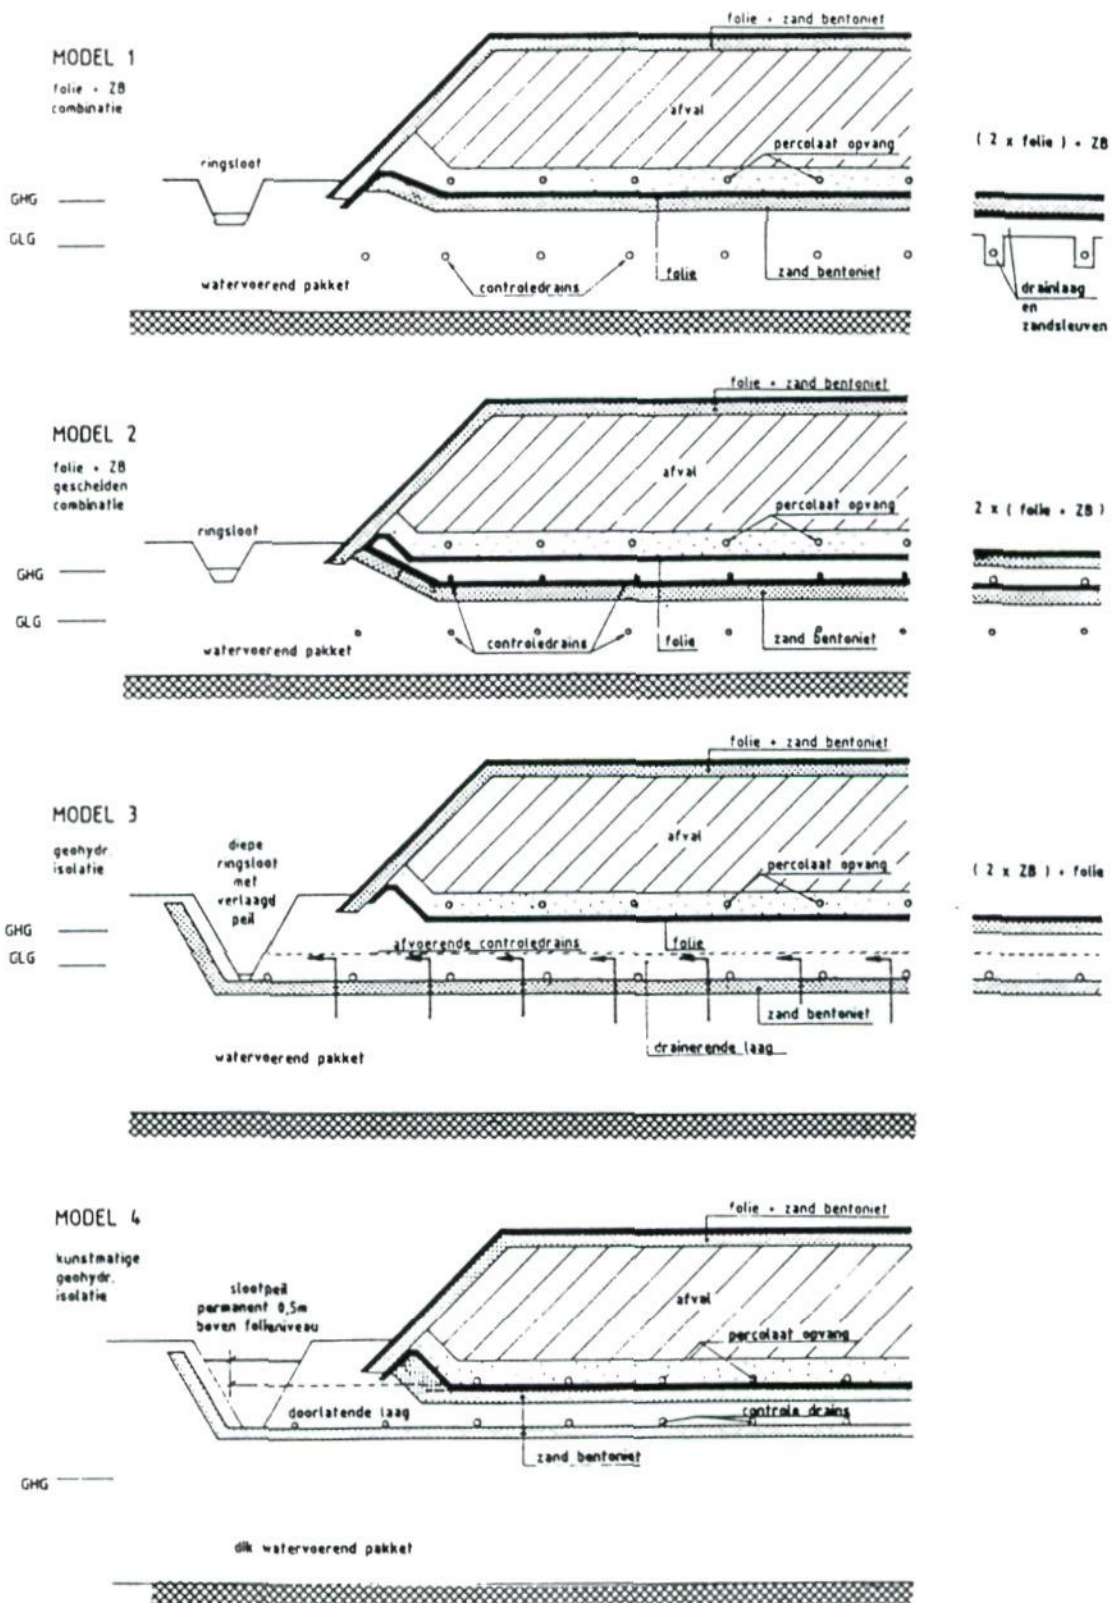 MODEL 1
folie + ZB
combinatie
folie + zand bentoniet
afval
percolaat opvang
ringsloot
GHG
GLG
watervoerend pakket
controledrains
folie
zand bentoniet
( 2 x folie ) + ZB
drainlaag
en
zandsleuven
MODEL 2
folie + ZB
gescheiden
combinatie
folie + zand bentoniet
afval
percolaat opvang
ringsloot
GHG
GLG
watervoerend pakket
controledrains
folie
zand bentoniet
2 x ( folie + ZB )
MODEL 3
geohydr.
isolatie
diepe
ringsloot
met
verlaagd
peil
folie + zand bentoniet
afval
percolaat opvang
GHG
GLG
afvoerende controledrains
folie
zand bentoniet
drainerende laag
watervoerend pakket
( 2 x ZB ) + folie
MODEL 4
kunstmatige
geohydr.
isolatie
slootpeil
permanent 0,5m
boven folieniveau
folie + zand bentoniet
afval
percolaat opvang
doorlatende laag
controle drains
zand bentoniet
GHG
dik watervoerend pakket